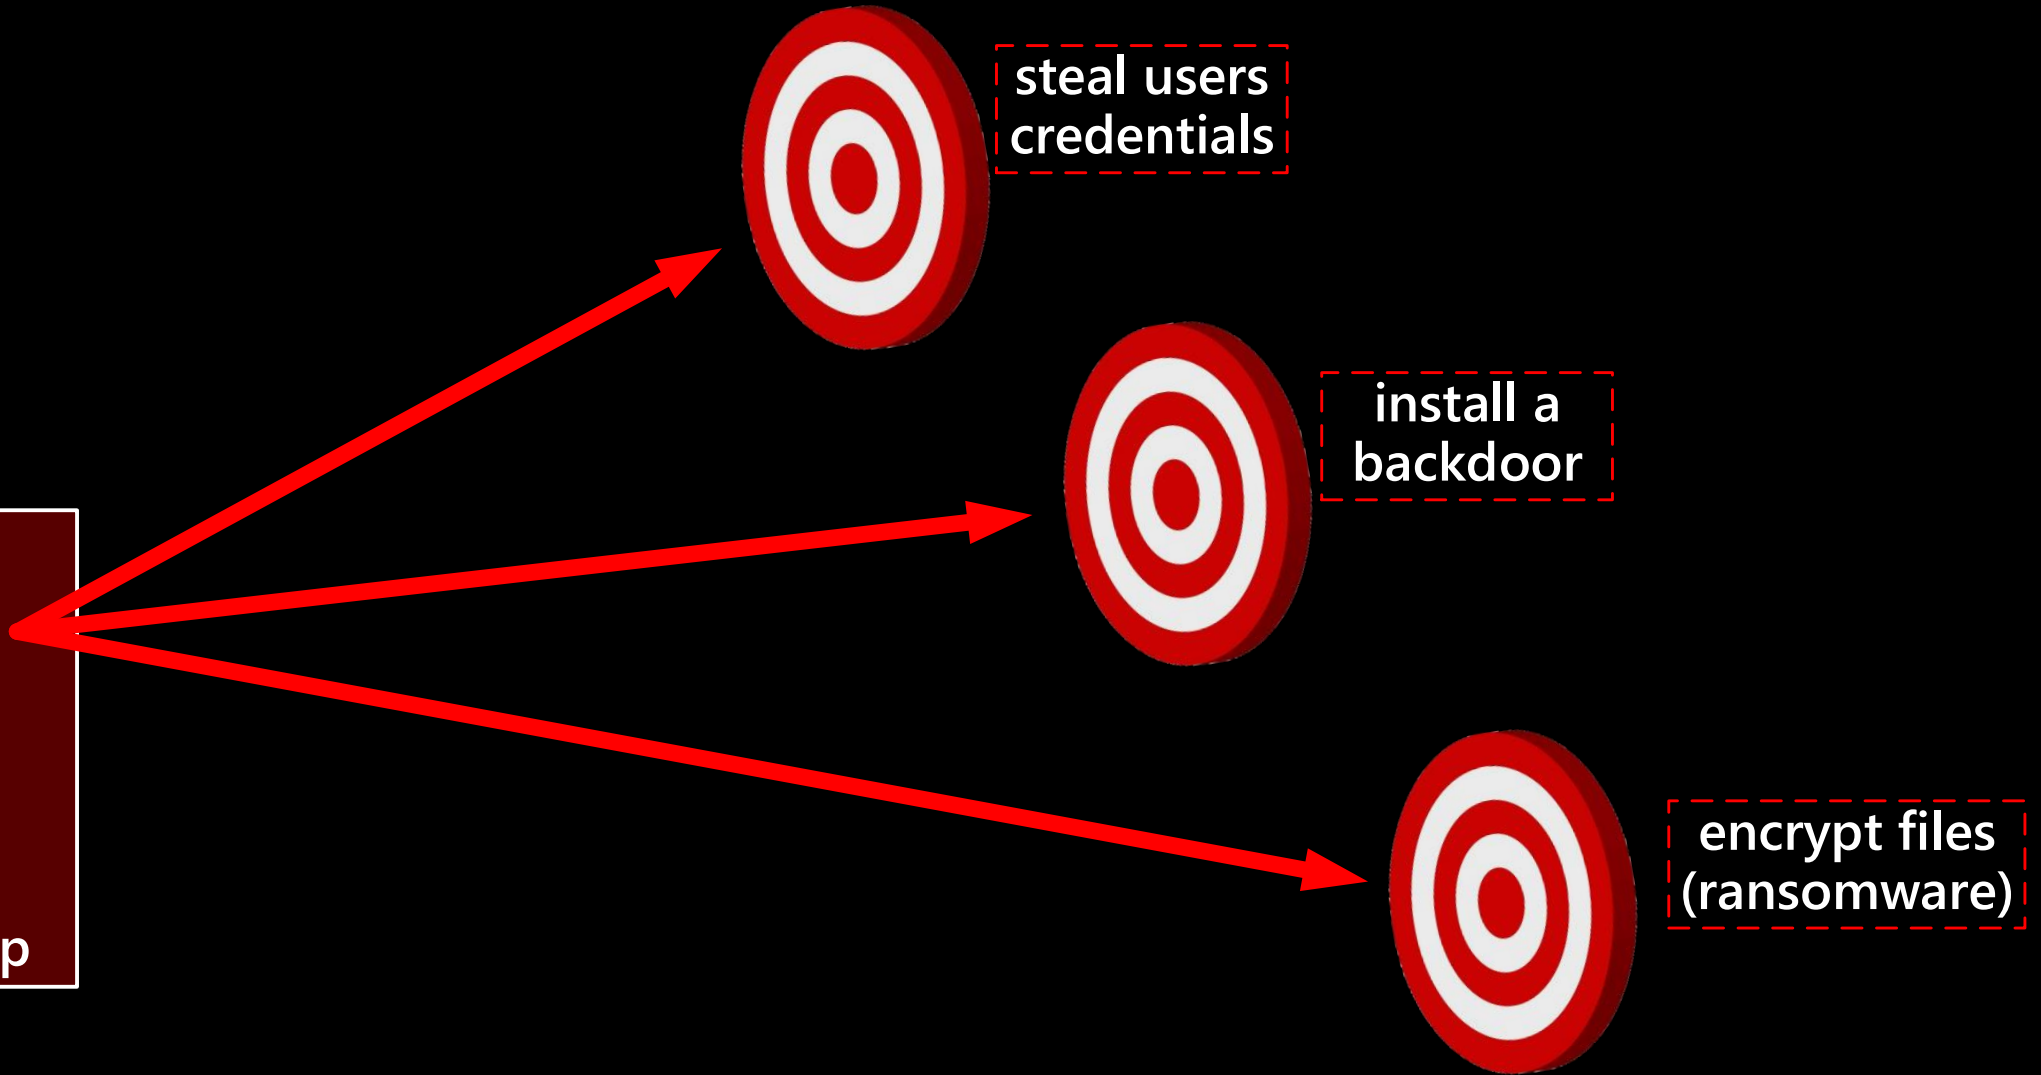 steal users
credentials
install a
backdoor
encrypt files
(ransomware)
p